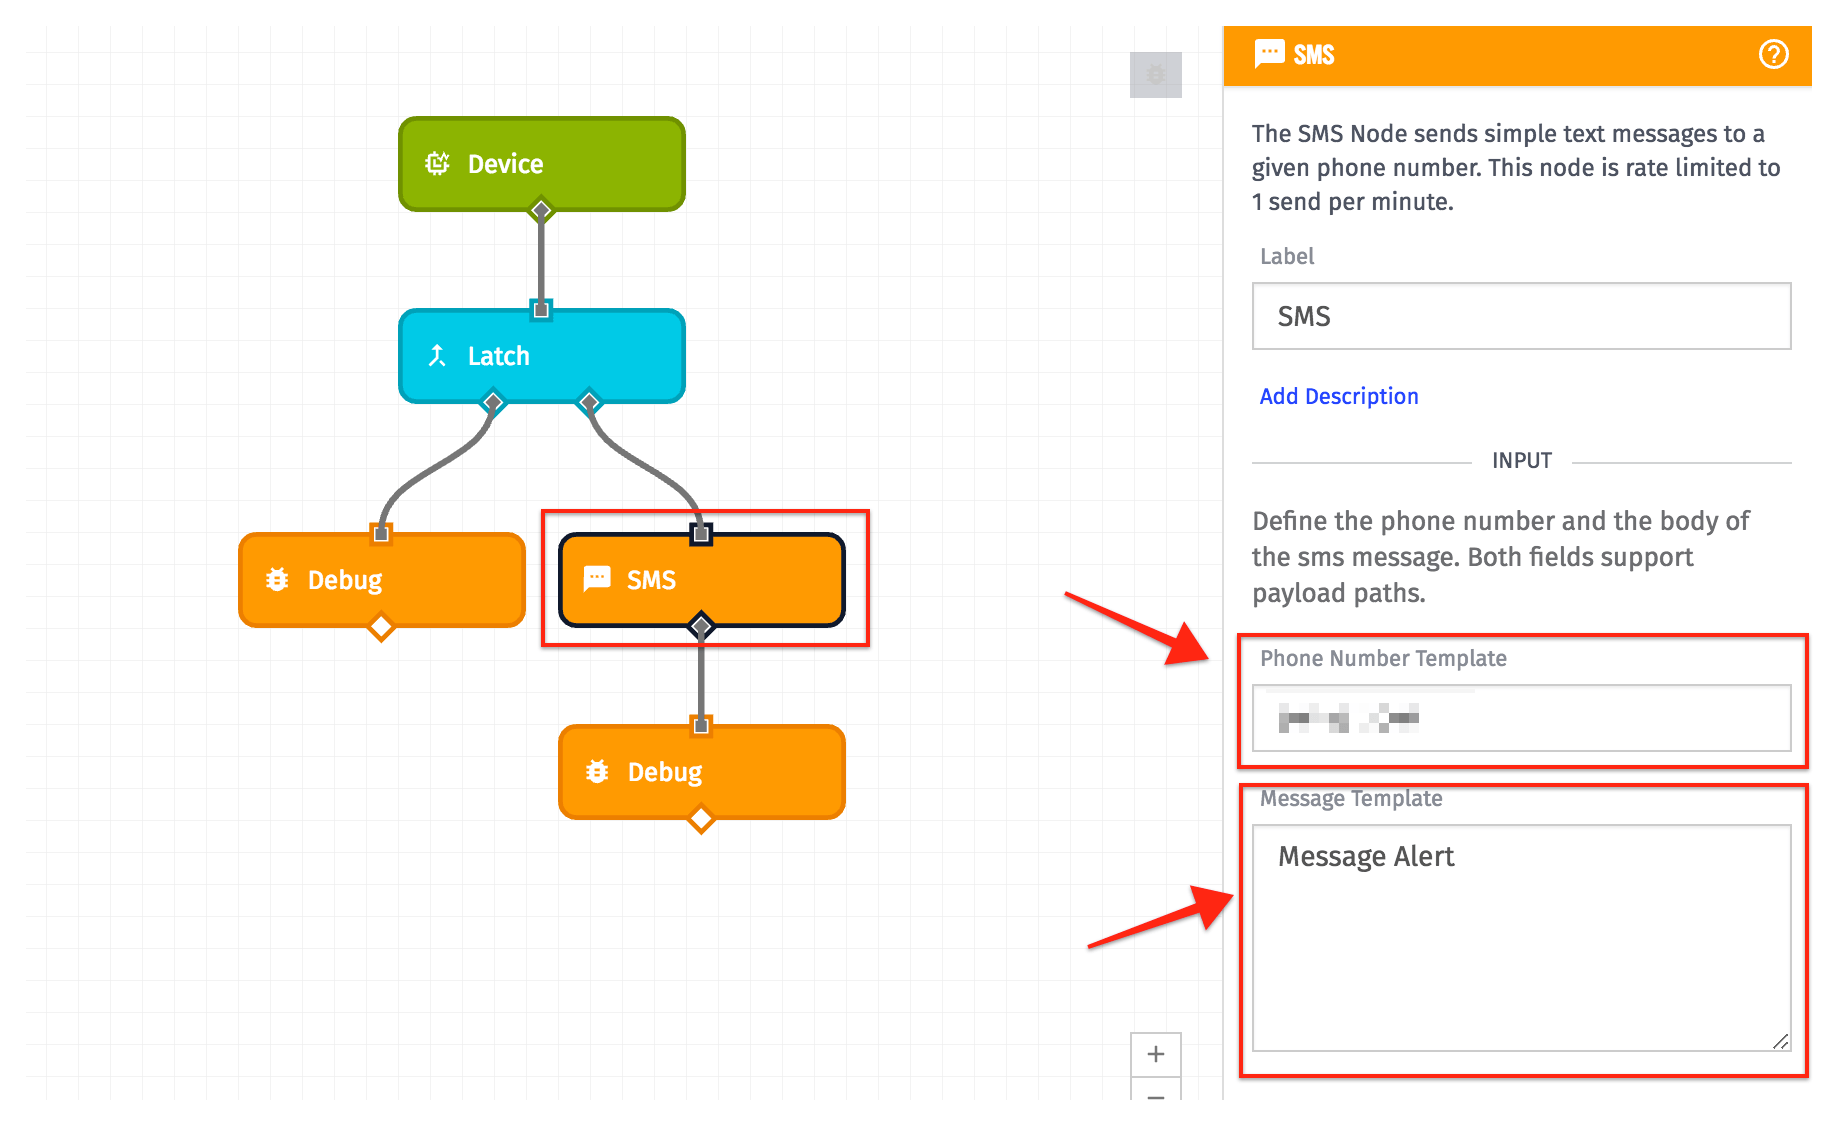 Device
Latch
Debug
SMS
Debug
SMS
The SMS Node sends simple text messages to a
given phone number. This node is rate limited to
1 send per minute.
Label
SMS
Add Description
INPUT
Define the phone number and the body of
the sms message. Both fields support
payload paths.
Phone Number Template
Message Template
Message Alert